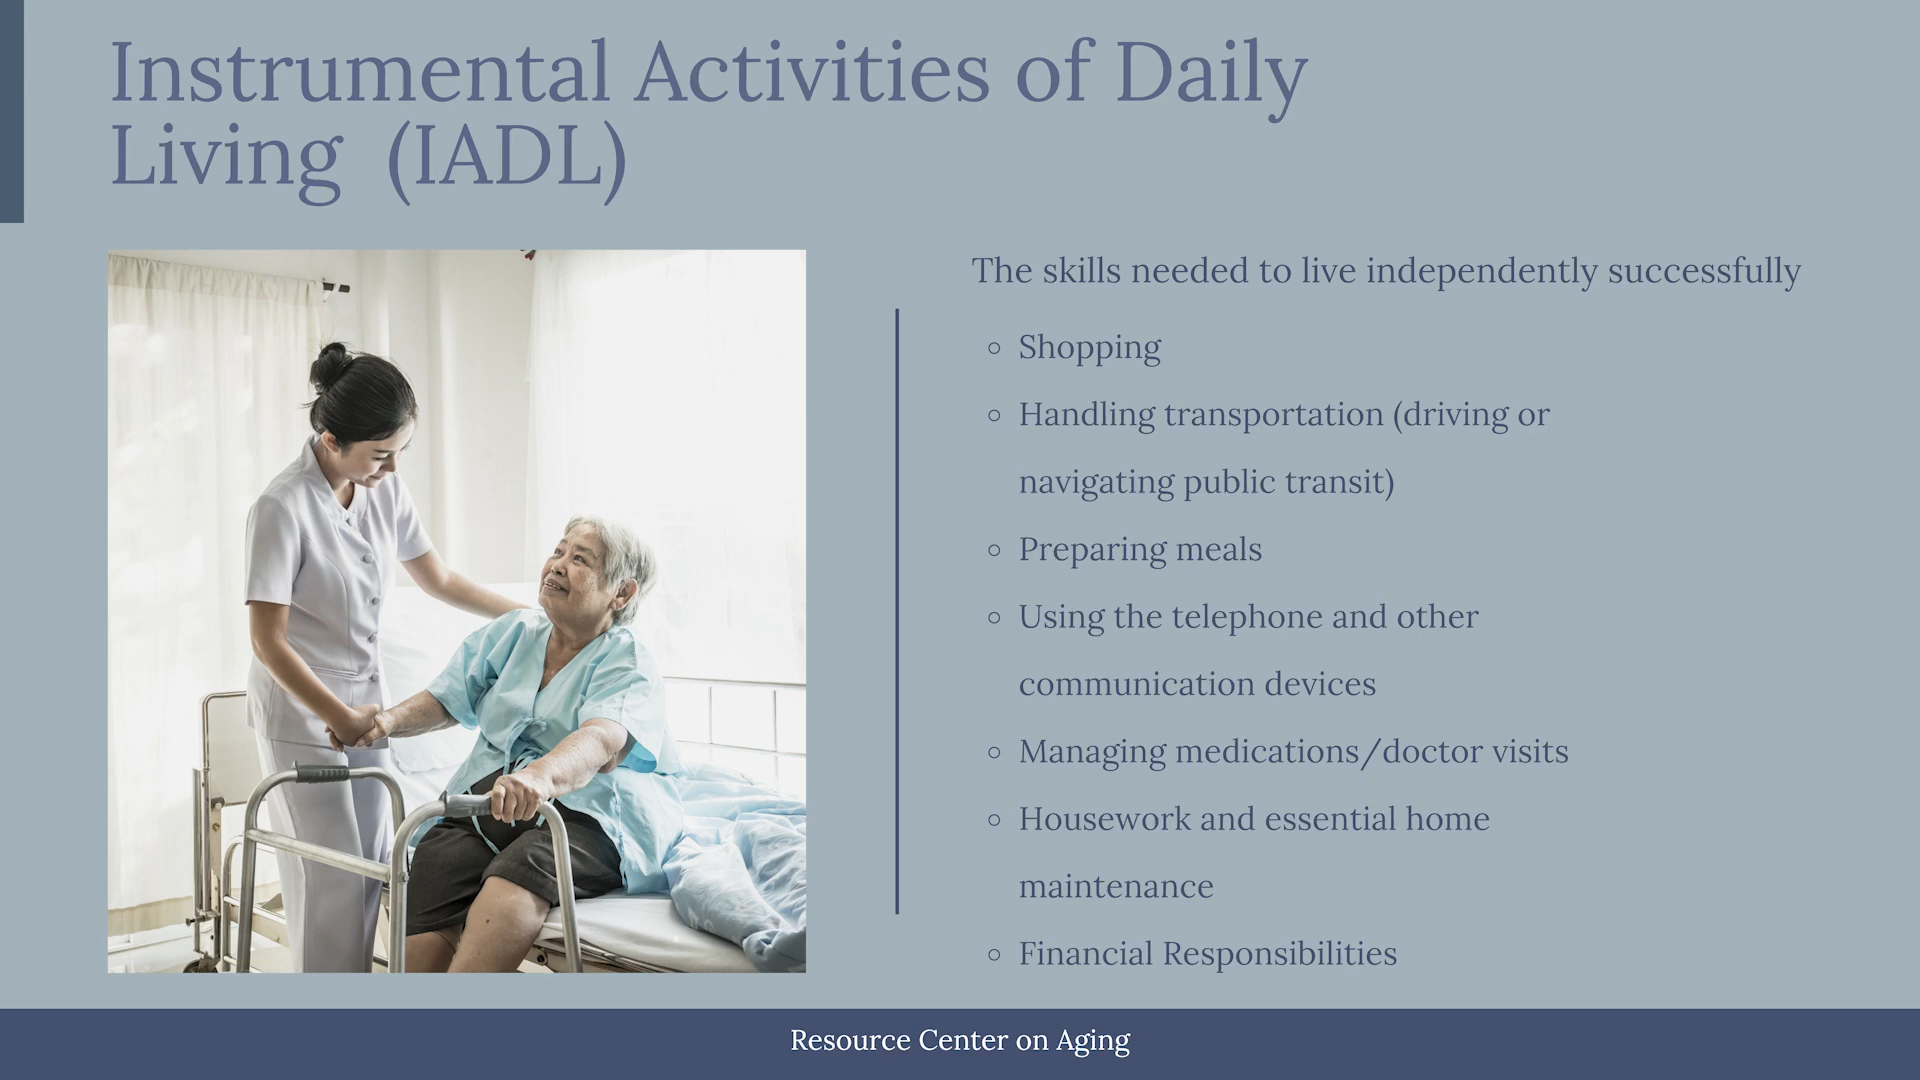 Instrumental Activities of Daily
Living (IADL)
The skills needed to live independently successfully
Shopping
Handling transportation (driving or
navigating public transit)
Preparing meals
Using the telephone and other
communication devices
Managing medications/doctor visits
Housework and essential home
maintenance
Financial Responsibilities
Resource Center on Aging